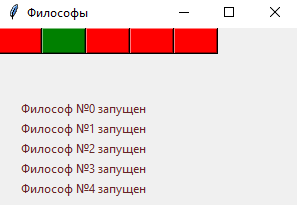 Философы
Философ №0 запущен
Философ №1 запущен
Философ №2 запущен
Философ №3 запущен
Философ №4 запущен